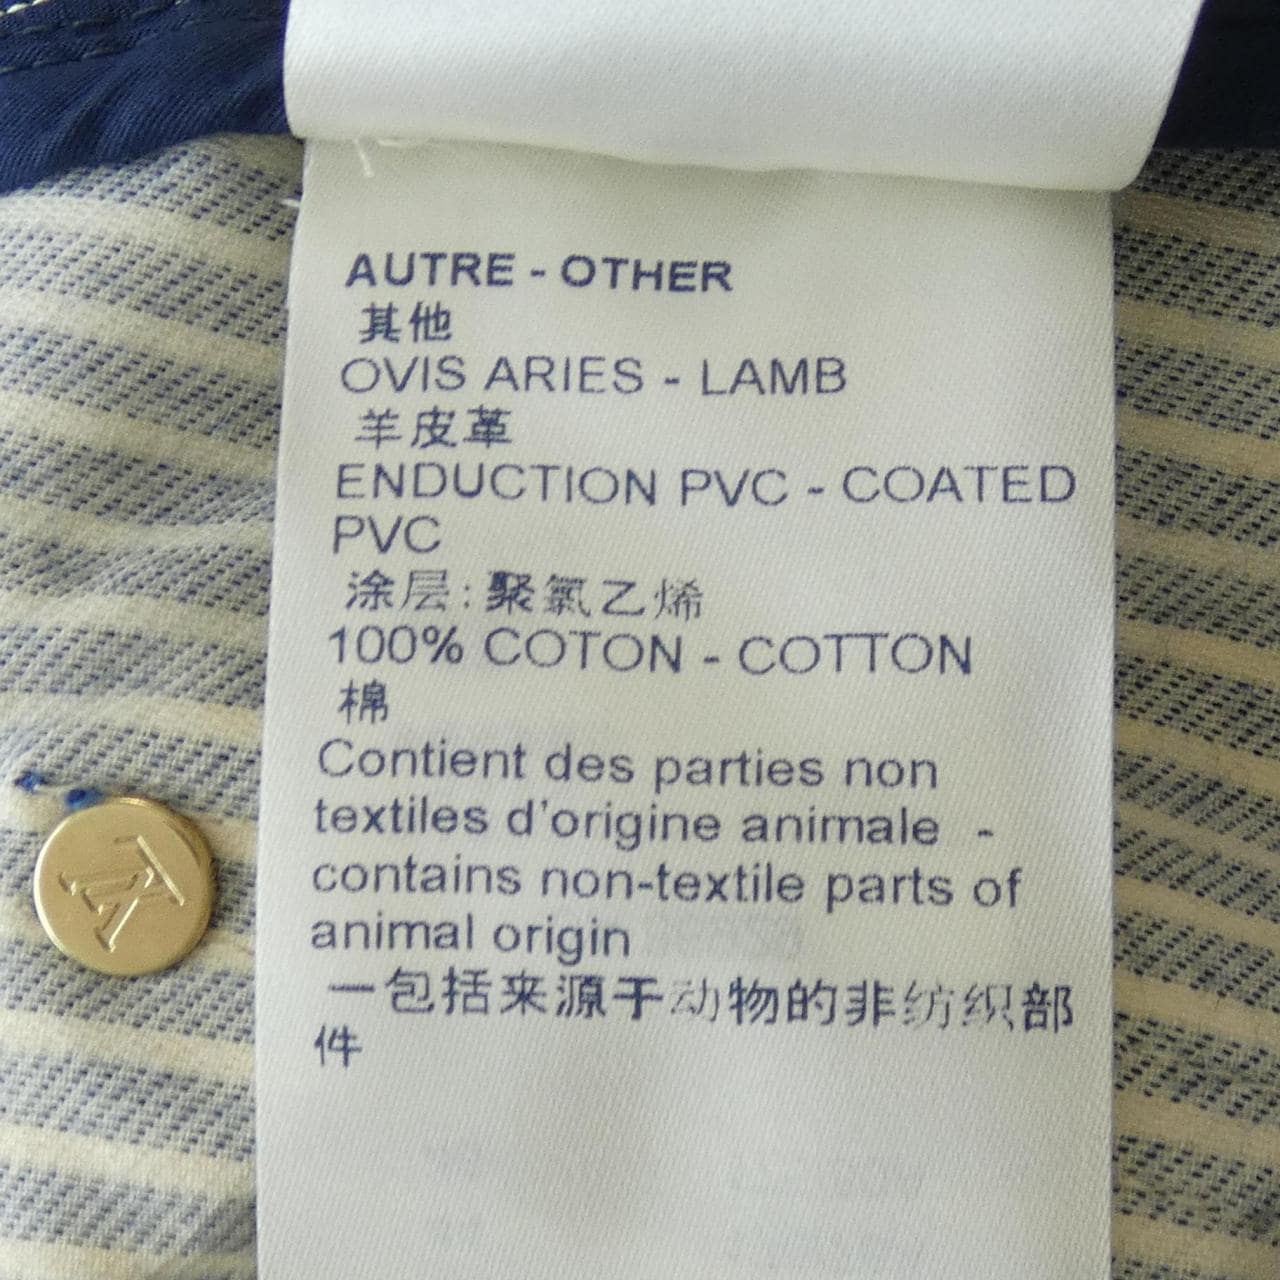 AUTRE - OTHER
其他
OVIS ARIES - LAMB
羊皮革
ENDUCTION PVC - COATED
PVC
涂层:聚氯乙烯
100% COTON - COTTON
棉
Contient des parties non
textiles d'origine animale -
contains non-textile parts of
animal origin
一包括来源于动物的非纺织部
件
LV